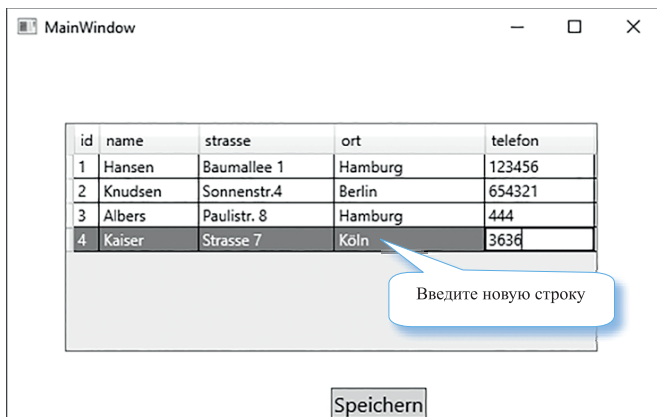 MainWindow
id name strasse ort telefon
1 Hansen Baumallee 1 Hamburg 123456
2 Knudsen Sonnenstr.4 Berlin 654321
3 Albers Paulistr. 8 Hamburg 444
4 Kaiser Strasse 7 Köln 3636
Введите новую строку
Speichern